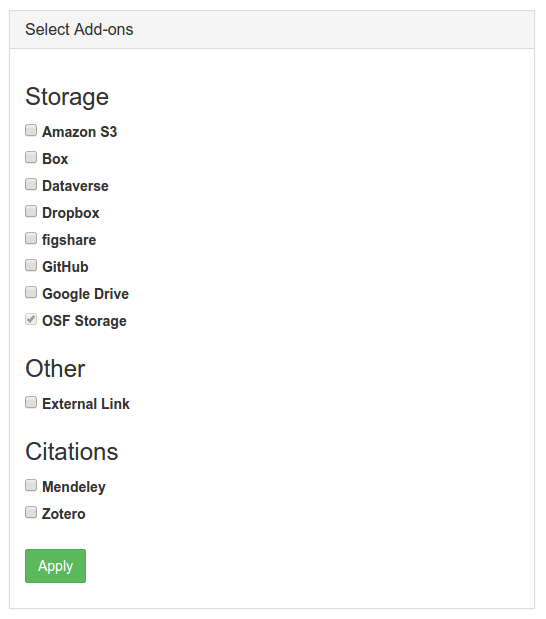 Select Add-ons
Storage
Amazon S3
Box
Dataverse
Dropbox
figshare
GitHub
Google Drive
OSF Storage
Other
External Link
Citations
Mendeley
Zotero
Apply